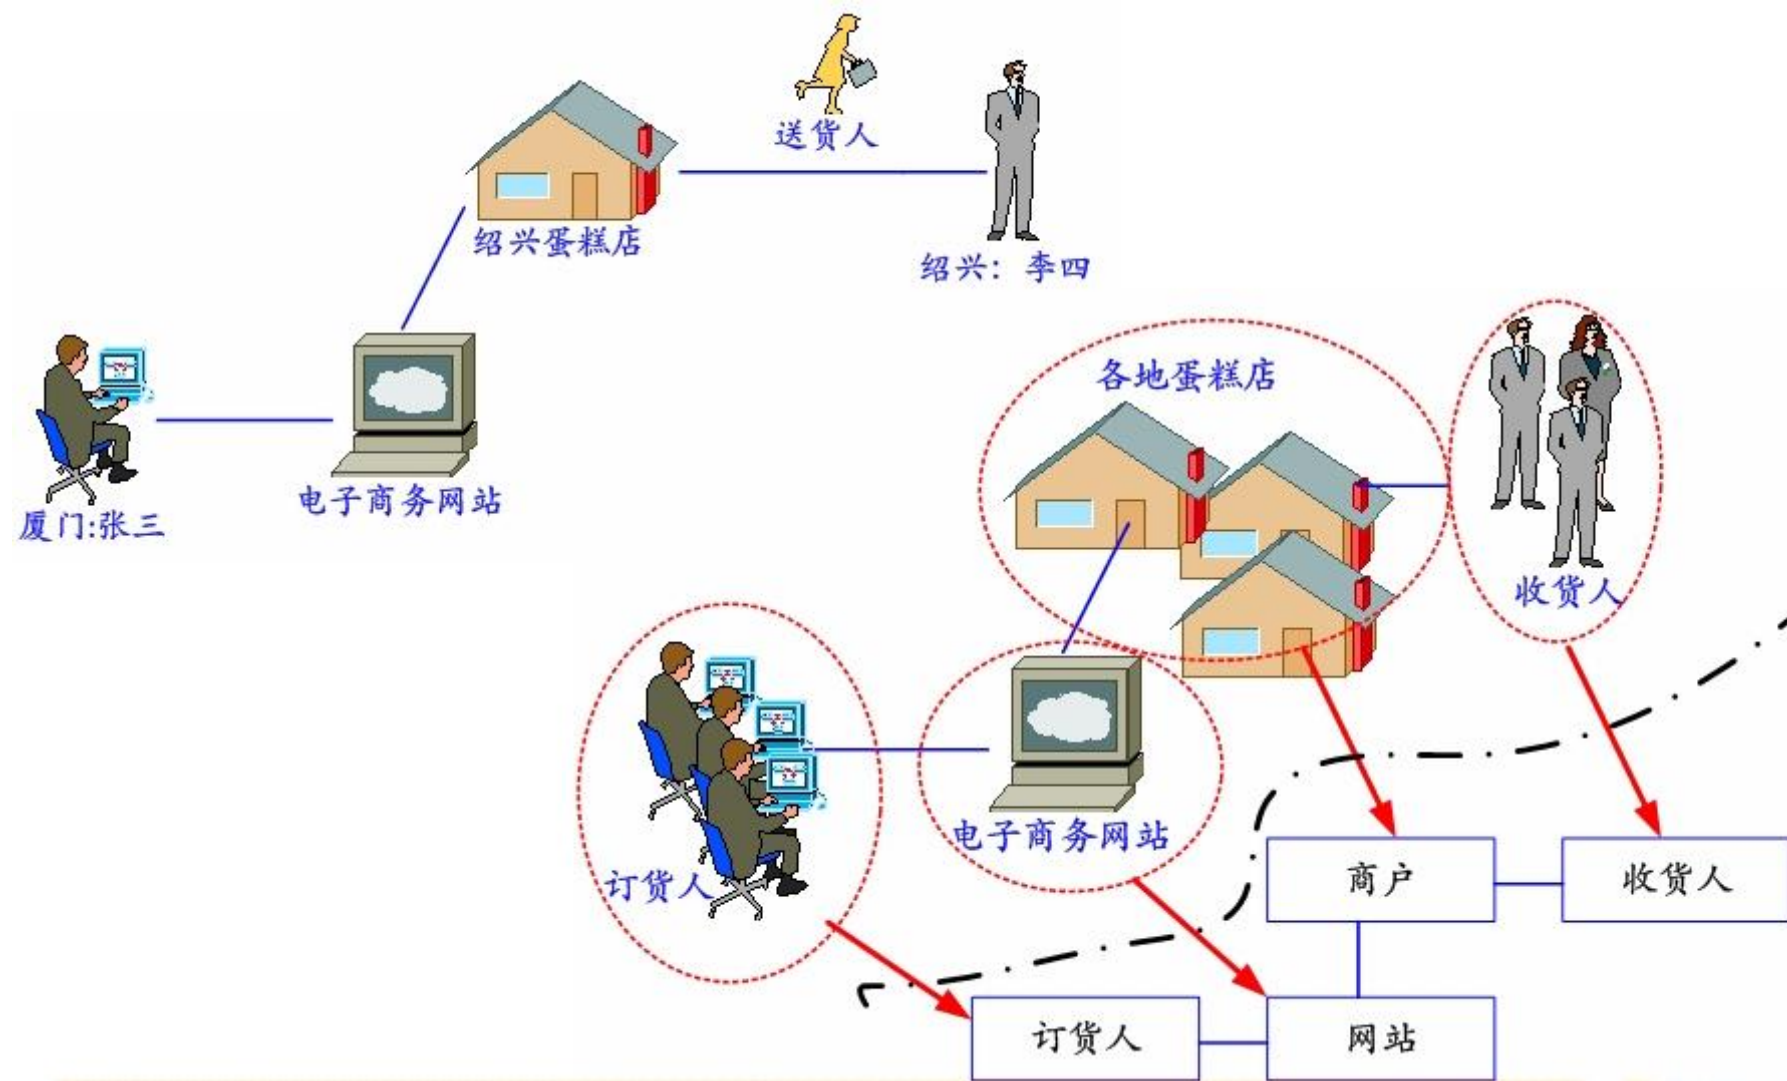 送货人
绍兴蛋糕店
绍兴：李四
电子商务网站
厦门:张三
各地蛋糕店
收货人
电子商务网站
订货人
商户
收货人
订货人
网站